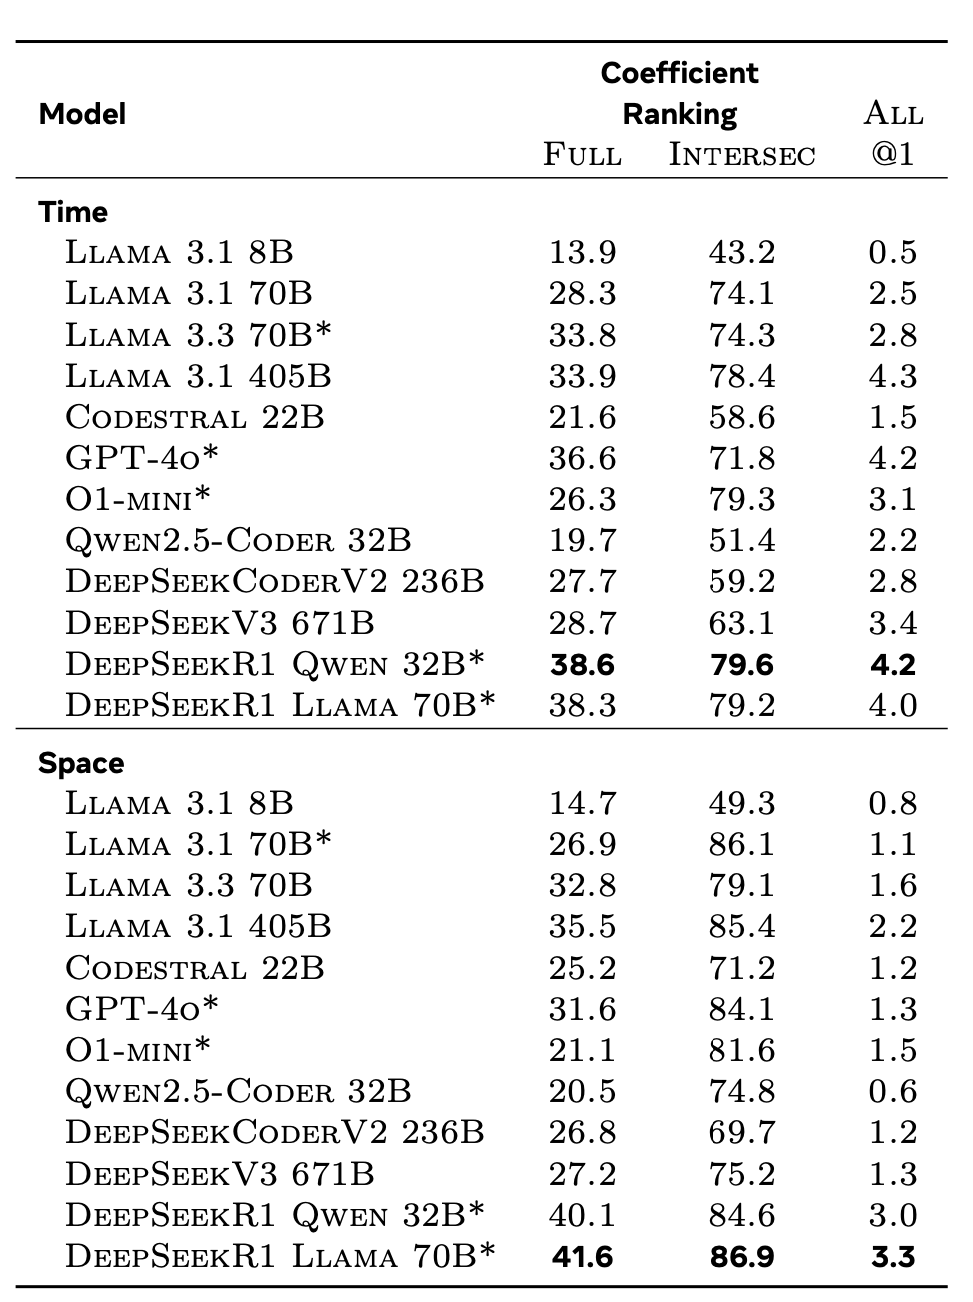 Coefficient
Model Ranking All
Full Intersec @1
Time
Llama 3.1 8B 13.9 43.2 0.5
Llama 3.1 70B 28.3 74.1 2.5
Llama 3.3 70B* 33.8 74.3 2.8
Llama 3.1 405B 33.9 78.4 4.3
Codestral 22B 21.6 58.6 1.5
GPT-4o* 36.6 71.8 4.2
O1-mini* 26.3 79.3 3.1
Qwen2.5-Coder 32B 19.7 51.4 2.2
DeepSeekCoderV2 236B 27.7 59.2 2.8
DeepSeekV3 671B 28.7 63.1 3.4
DeepSeekR1 Qwen 32B* 38.6 79.6 4.2
DeepSeekR1 Llama 70B* 38.3 79.2 4.0
Space
Llama 3.1 8B 14.7 49.3 0.8
Llama 3.1 70B* 26.9 86.1 1.1
Llama 3.3 70B 32.8 79.1 1.6
Llama 3.1 405B 35.5 85.4 2.2
Codestral 22B 25.2 71.2 1.2
GPT-4o* 31.6 84.1 1.3
O1-mini* 21.1 81.6 1.5
Qwen2.5-Coder 32B 20.5 74.8 0.6
DeepSeekCoderV2 236B 26.8 69.7 1.2
DeepSeekV3 671B 27.2 75.2 1.3
DeepSeekR1 Qwen 32B* 40.1 84.6 3.0
DeepSeekR1 Llama 70B* 41.6 86.9 3.3